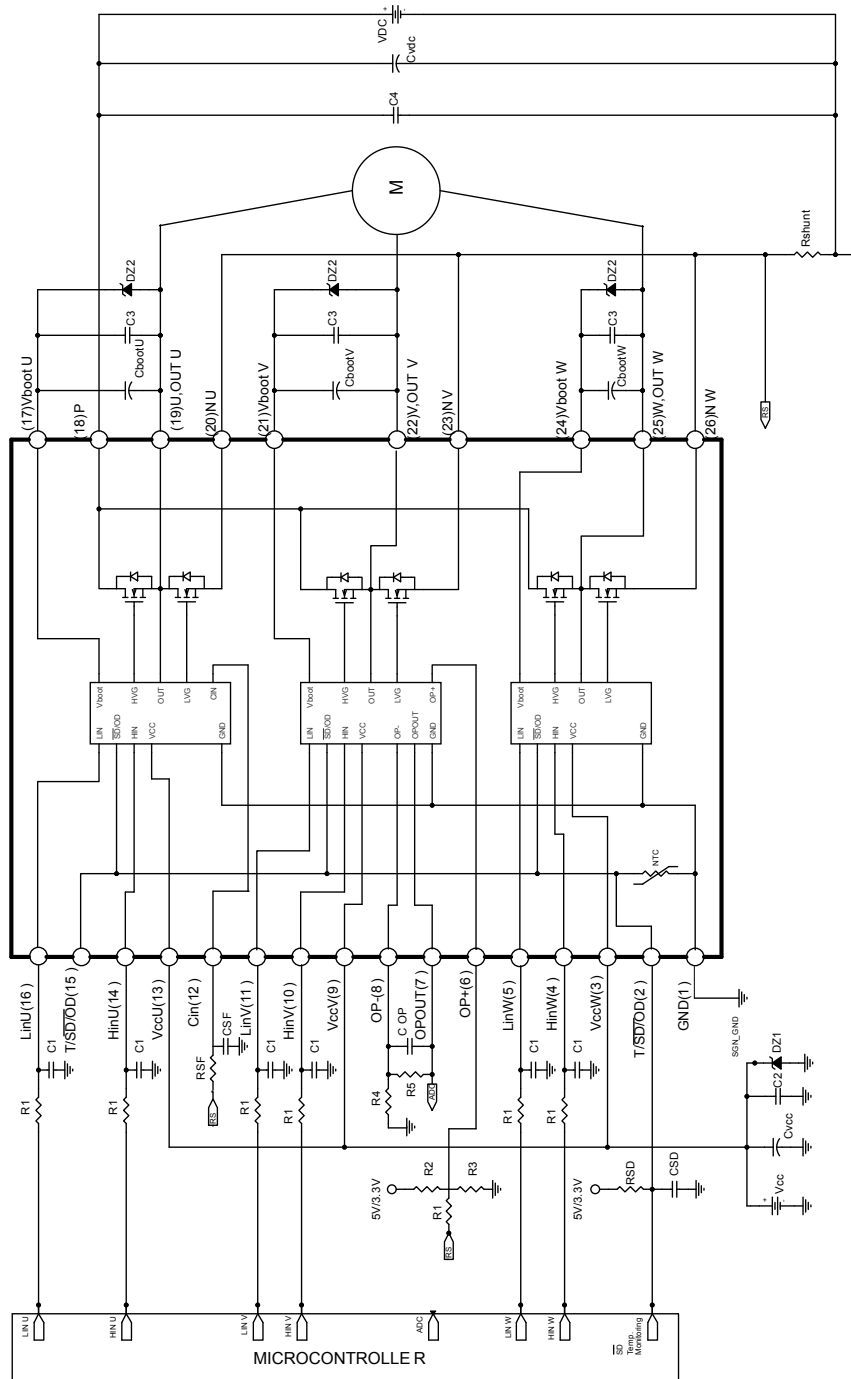 VDC
Cvdc
C4
M
Rshunt
RS
DZ2
C3
CbootU
DZ2
C3
CbootV
DZ2
C3
CbootW
(17)Vboot U
(18)P
(19)U,OUT U
(20)N U
(21)Vboot V
(22)V,OUT V
(23)N V
(24)Vboot W
(25)W,OUT W
(26)N W
Vboot
HVG
OUT
LVG
CIN
LIN
SD/OD
HIN
VCC
GND
Vboot
HVG
OUT
LVG
OP+
LIN
SD/OD
HIN
VCC
OP-
OPOUT
GND
Vboot
HVG
OUT
LVG
LIN
SD/OD
HIN
VCC
GND
NTC
LinU(16)
T/SD/OD(15)
HinU(14)
VccU(13)
Cin(12)
LinV(11)
HinV(10)
VccV(9)
OP-(8)
OPOUT(7)
OP+(6)
LinW(5)
HinW(4)
VccW(3)
T/SD/OD(2)
GND(1)
SGN_GND
R1
C1
R1
C1
RS
RSF
CSF
R1
C1
R1
C1
R4
C OP
R5
ADC
5V/3.3V
R2
R3
R1
RS
R1
C1
R1
C1
5V/3.3V
RSD
CSD
Vcc
Cvcc
C2
DZ1
LIN U
HIN U
LIN V
HIN V
ADC
LIN W
HIN W
SD
Temp.
Monitoring
MICROCONTROLLE R